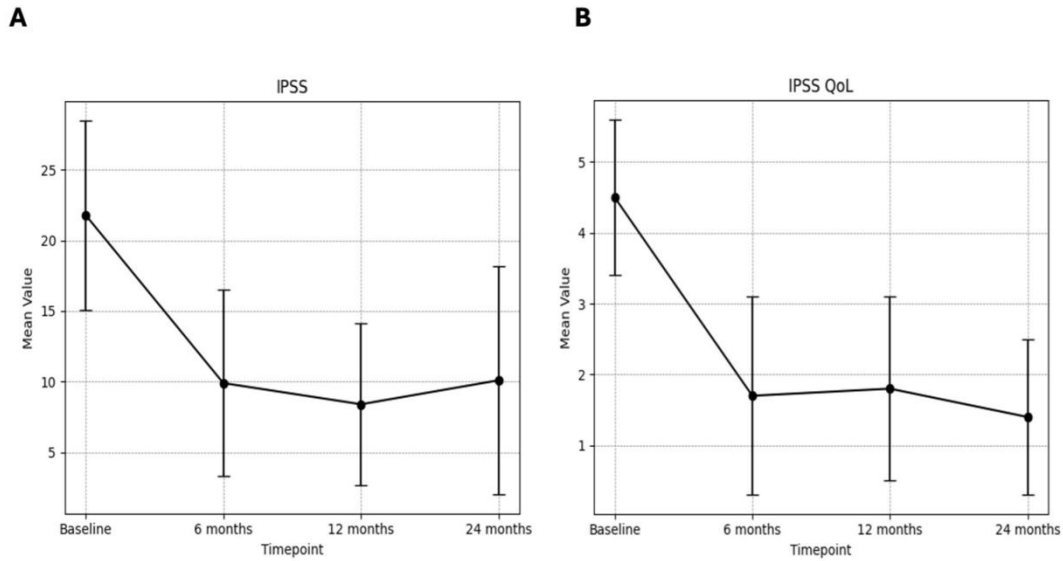 A
IPSS
25
20
15
10
5
Mean Value
Baseline 6 months 12 months 24 months
Timepoint
B
IPSS QoL
5
4
3
2
1
Mean Value
Baseline 6 months 12 months 24 months
Timepoint